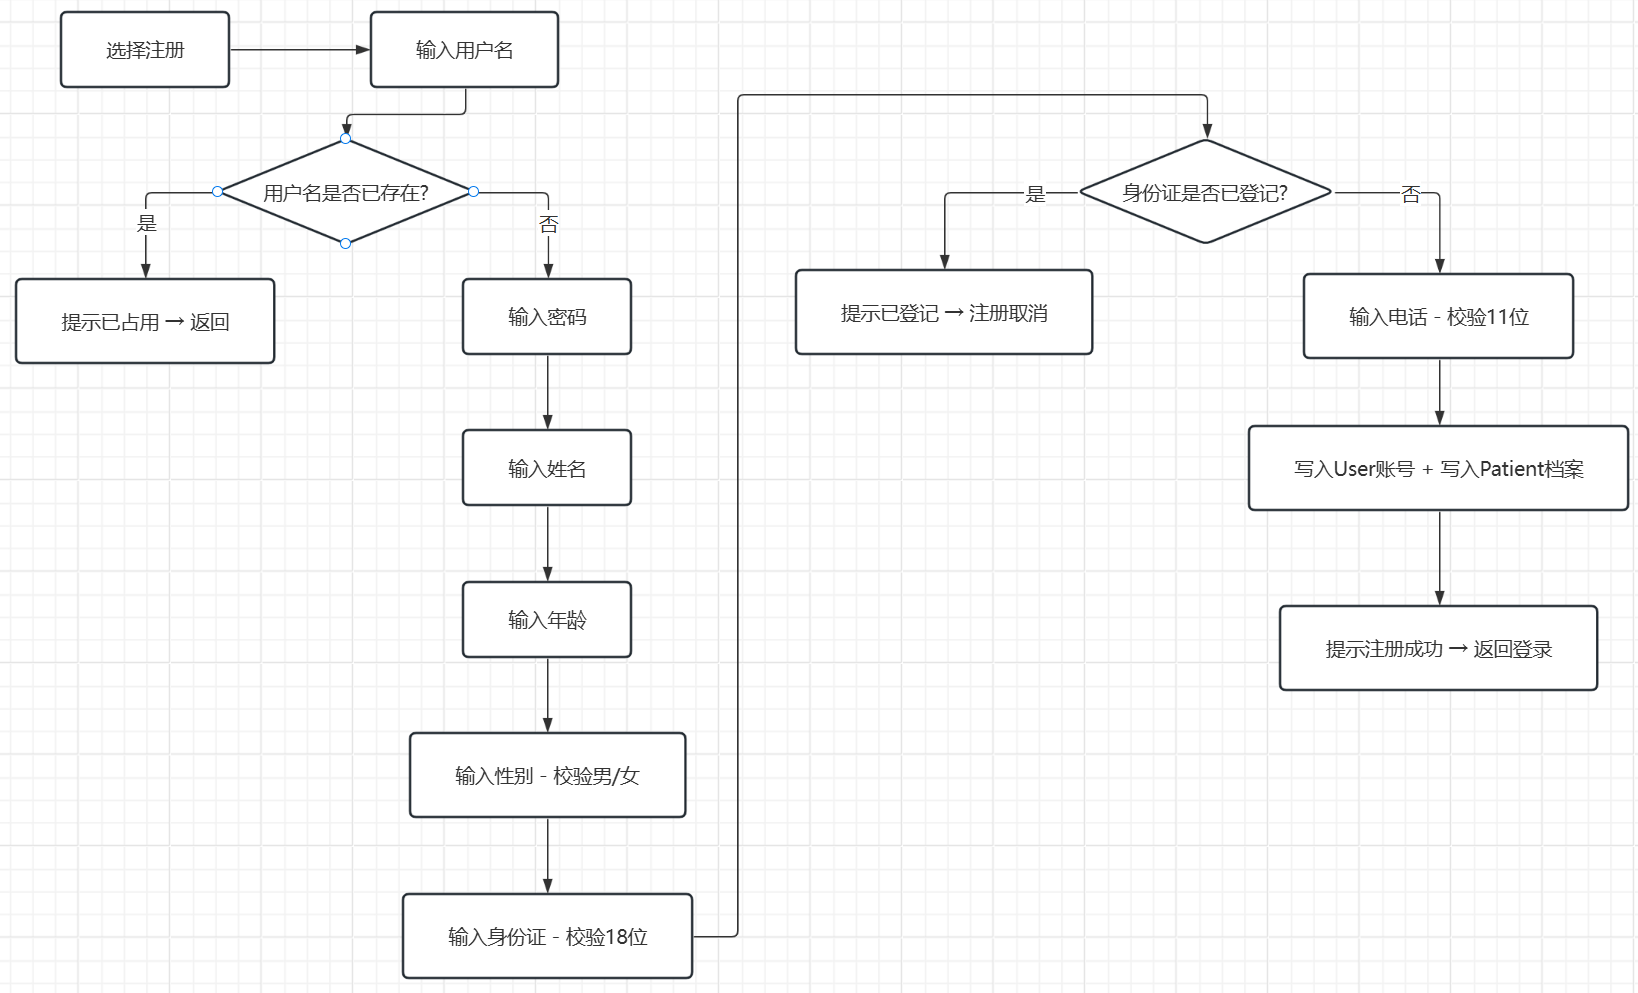 选择注册
输入用户名
用户名是否已存在?
是
否
提示已占用 → 返回
输入密码
输入姓名
输入年龄
输入性别 - 校验男/女
输入身份证 - 校验18位
身份证是否已登记?
是
否
提示已登记 → 注册取消
输入电话 - 校验11位
写入User账号 + 写入Patient档案
提示注册成功 → 返回登录